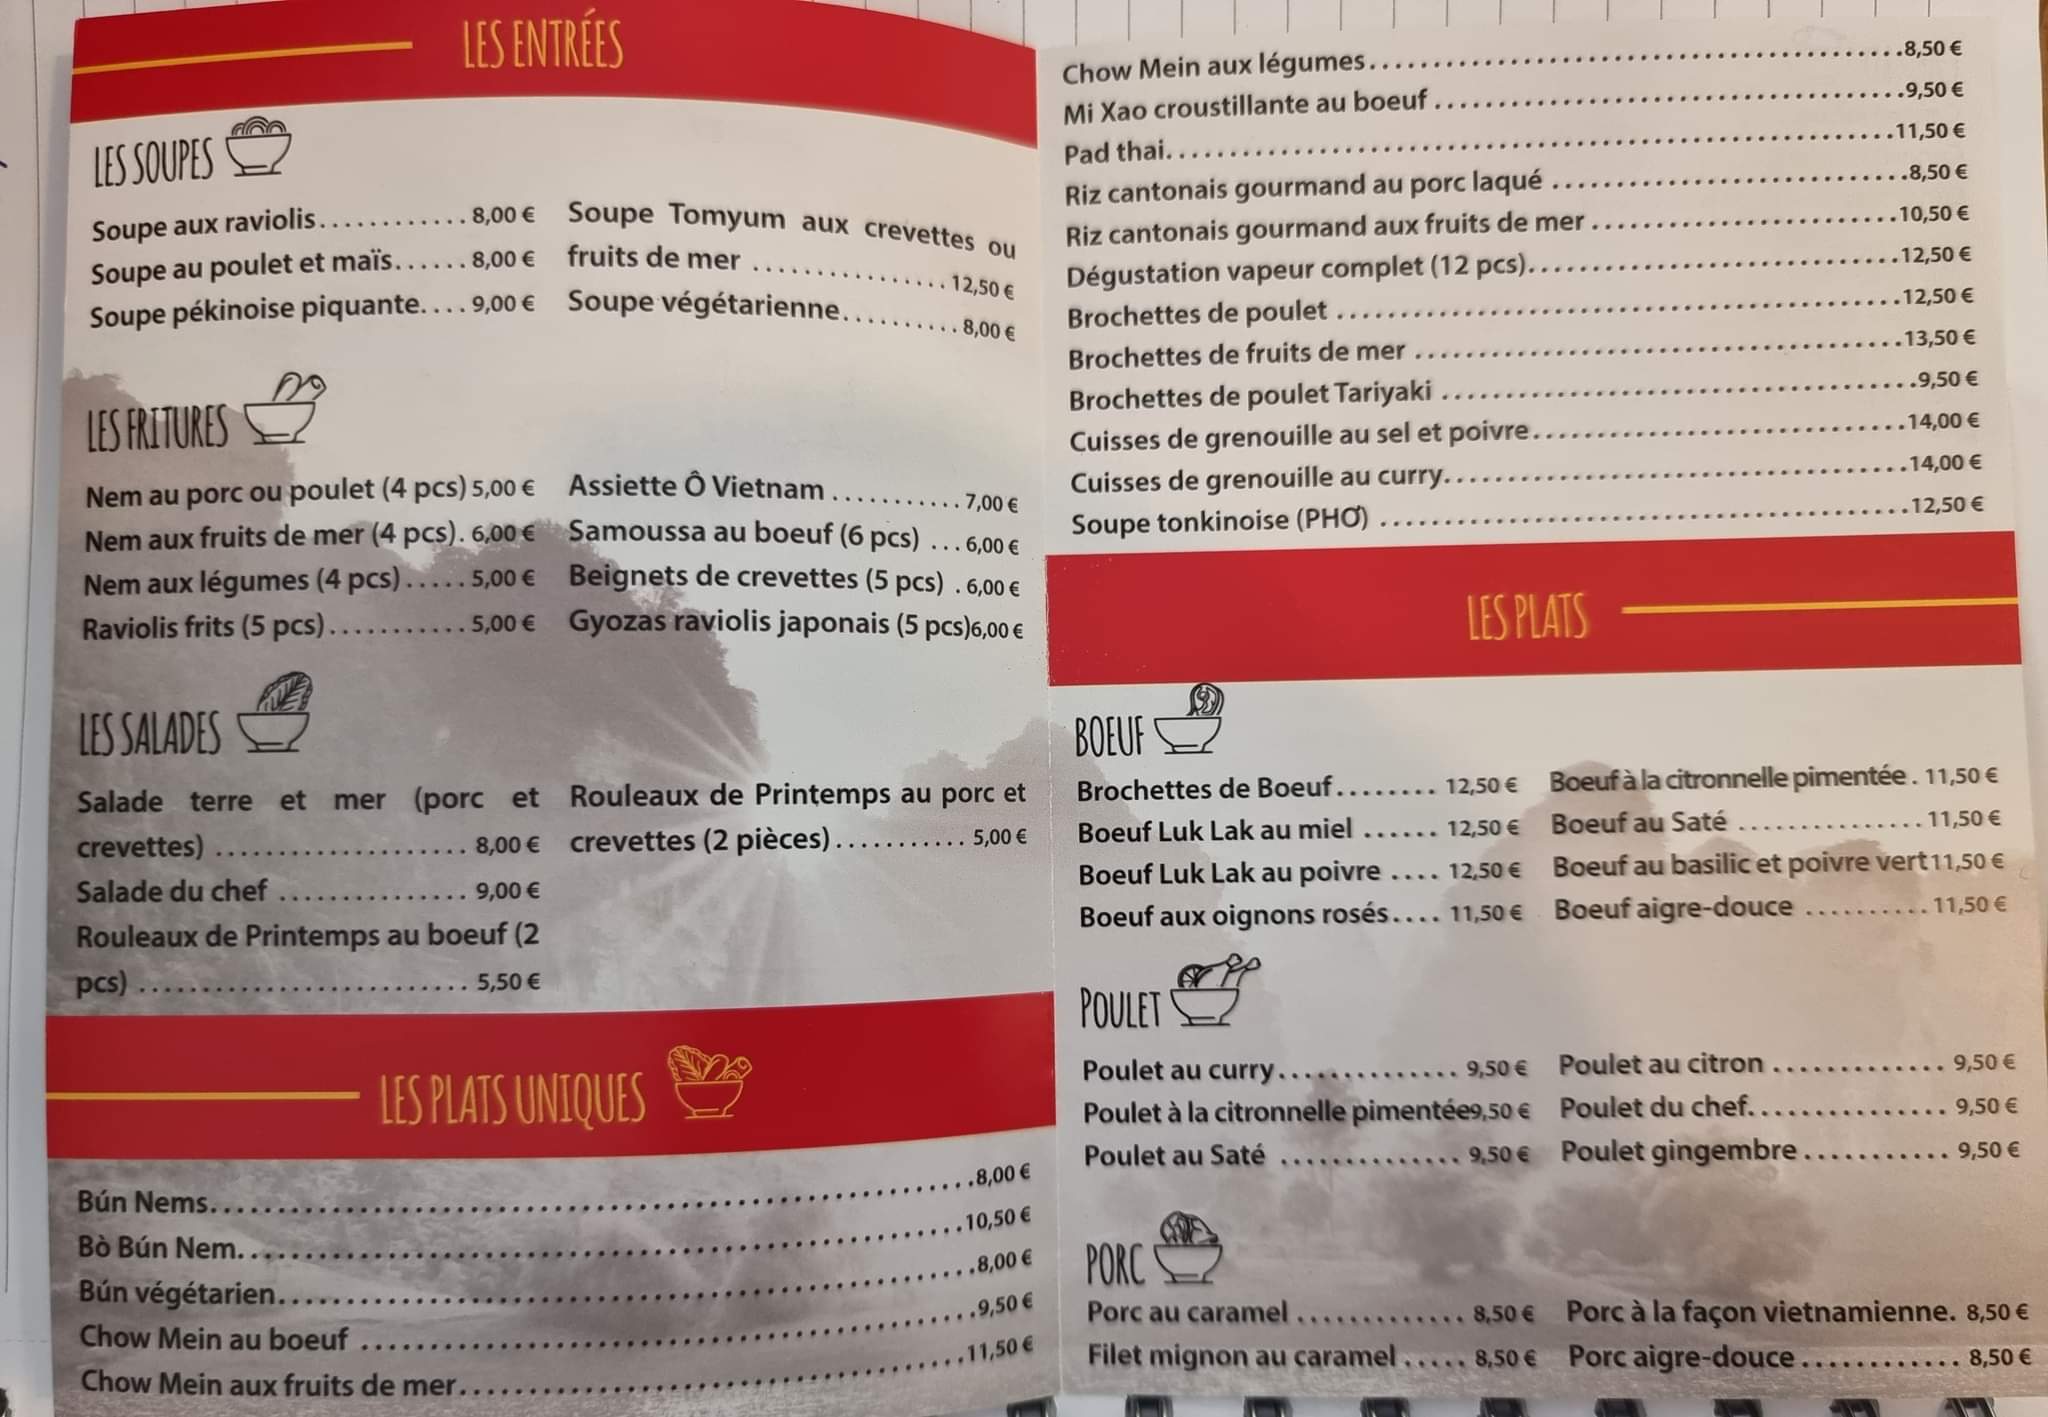 LES ENTRÉES
LES SOUPES
Soupe aux raviolis............ 8,00 €
Soupe au poulet et maïs...... 8,00 €
Soupe pékinoise piquante.... 9,00 €
Soupe Tomyum aux crevettes ou
fruits de mer ............... 12,50 €
Soupe végétarienne.......... 8,00 €
LES FRITURES
Nem au porc ou poulet (4 pcs) 5,00 €
Nem aux fruits de mer (4 pcs). 6,00 €
Nem aux légumes (4 pcs)..... 5,00 €
Raviolis frits (5 pcs)........... 5,00 €
Assiette Ô Vietnam ........... 7,00 €
Samoussa au boeuf (6 pcs) ... 6,00 €
Beignets de crevettes (5 pcs) . 6,00 €
Gyozas raviolis japonais (5 pcs)6,00 €
LES SALADES
Salade terre et mer (porc et
crevettes) .................... 8,00 €
Salade du chef ............... 9,00 €
Rouleaux de Printemps au boeuf (2
pcs) .......................... 5,50 €
Rouleaux de Printemps au porc et
crevettes (2 pièces)........... 5,00 €
LES PLATS UNIQUES
Bún Nems.......................................................8,00 €
Bò Bún Nem....................................................10,50 €
Bún végétarien..................................................8,00 €
Chow Mein au boeuf ............................................9,50 €
Chow Mein aux fruits de mer.....................................11,50 €
Chow Mein aux légumes.........................................8,50 €
Mi Xao croustillante au boeuf ...................................9,50 €
Pad thai......................................................11,50 €
Riz cantonais gourmand au porc laqué ...........................8,50 €
Riz cantonais gourmand aux fruits de mer .......................10,50 €
Dégustation vapeur complet (12 pcs)............................12,50 €
Brochettes de poulet ..........................................12,50 €
Brochettes de fruits de mer ....................................13,50 €
Brochettes de poulet Tariyaki ...................................9,50 €
Cuisses de grenouille au sel et poivre............................14,00 €
Cuisses de grenouille au curry..................................14,00 €
Soupe tonkinoise (PHƠ) .......................................12,50 €
LES PLATS
BOEUF
Brochettes de Boeuf........ 12,50 €
Boeuf Luk Lak au miel ...... 12,50 €
Boeuf Luk Lak au poivre .... 12,50 €
Boeuf aux oignons rosés.... 11,50 €
Boeuf à la citronnelle pimentée . 11,50 €
Boeuf au Saté ............... 11,50 €
Boeuf au basilic et poivre vert11,50 €
Boeuf aigre-douce .......... 11,50 €
POULET
Poulet au curry.............. 9,50 €
Poulet à la citronnelle pimentée9,50 €
Poulet au Saté .............. 9,50 €
Poulet au citron ............. 9,50 €
Poulet du chef............... 9,50 €
Poulet gingembre........... 9,50 €
PORC
Porc au caramel ............. 8,50 €
Filet mignon au caramel ..... 8,50 €
Porc à la façon vietnamienne. 8,50 €
Porc aigre-douce............ 8,50 €